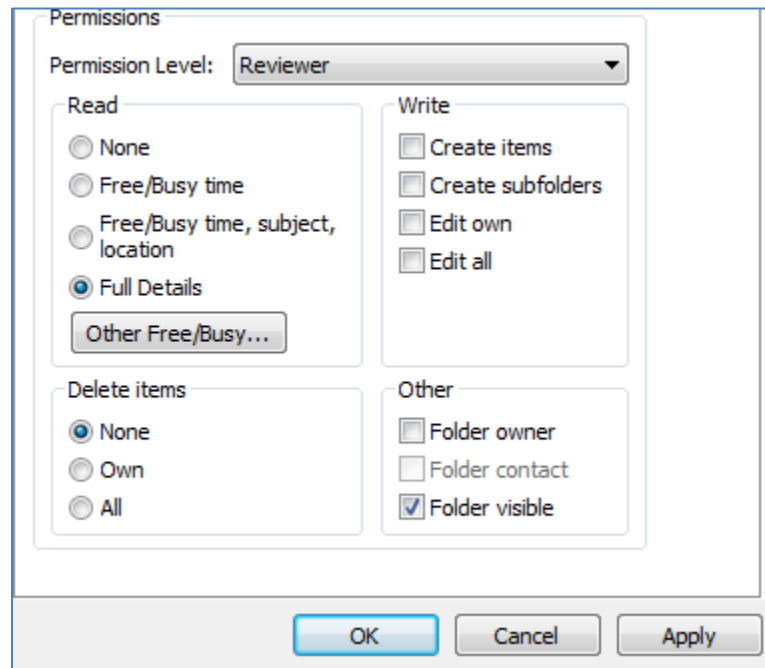 Permissions
Permission Level: Reviewer
Read
None
Free/Busy time
Free/Busy time, subject,
location
Full Details
Other Free/Busy...
Write
Create items
Create subfolders
Edit own
Edit all
Delete items
None
Own
All
Other
Folder owner
Folder contact
Folder visible
OK
Cancel
Apply